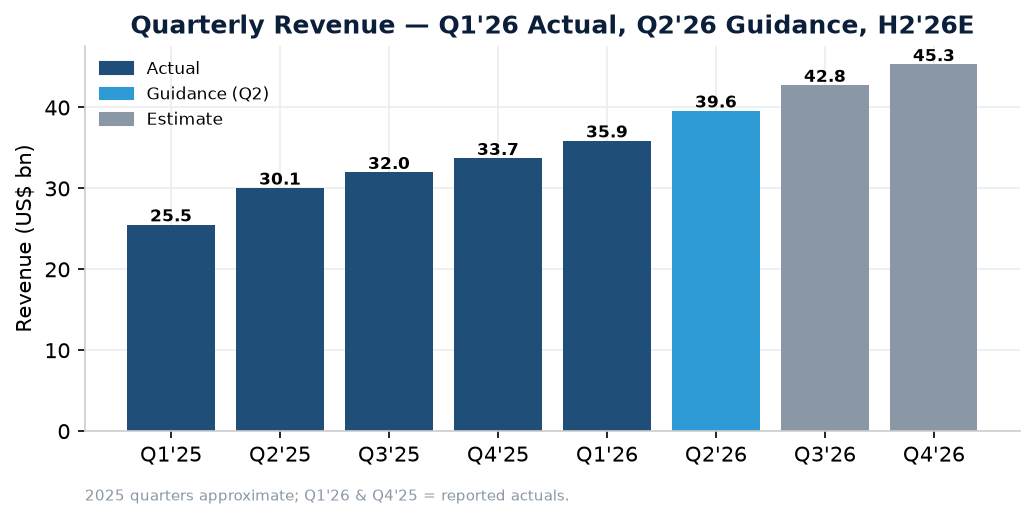 Quarterly Revenue — Q1'26 Actual, Q2'26 Guidance, H2'26E
Actual
Guidance (Q2)
Estimate
Revenue (US$ bn)
40
30
20
10
0
25.5
30.1
32.0
33.7
35.9
39.6
42.8
45.3
Q1'25
Q2'25
Q3'25
Q4'25
Q1'26
Q2'26
Q3'26
Q4'26
2025 quarters approximate; Q1'26 & Q4'25 = reported actuals.